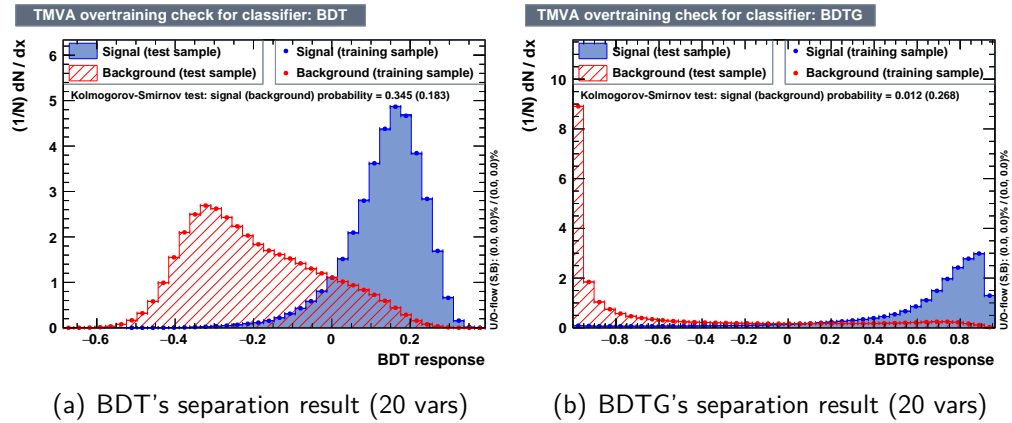 TMVA overtraining check for classifier: BDT
Signal (test sample)
Background (test sample)
Signal (training sample)
Background (training sample)
Kolmogorov-Smirnov test: signal (background) probability = 0.345 (0.183)
(1/N) dN / dx
6
5
4
3
2
1
0
−0.6 −0.4 −0.2 0 0.2
BDT response
U/O-flow (S,B): (0.0, 0.0)% / (0.0, 0.0)%
(a) BDT's separation result (20 vars)
TMVA overtraining check for classifier: BDTG
Signal (test sample)
Background (test sample)
Signal (training sample)
Background (training sample)
Kolmogorov-Smirnov test: signal (background) probability = 0.012 (0.268)
(1/N) dN / dx
10
8
6
4
2
0
−0.8 −0.6 −0.4 −0.2 0 0.2 0.4 0.6 0.8
BDTG response
U/O-flow (S,B): (0.0, 0.0)% / (0.0, 0.0)%
(b) BDTG's separation result (20 vars)